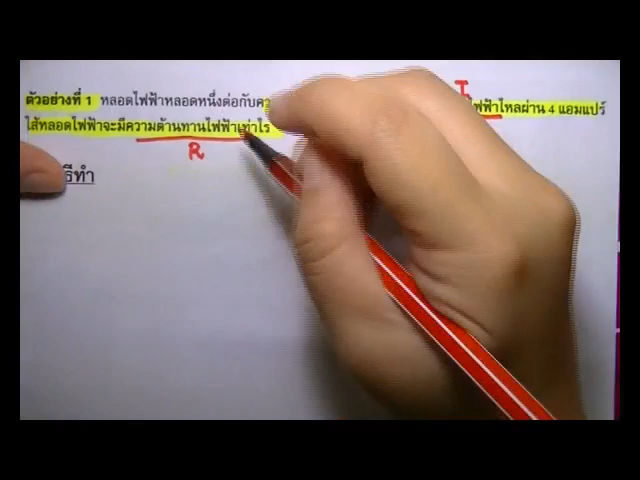 I
ตัวอย่างที่ 1 หลอดไฟฟ้าหลอดหนึ่งต่อกับ ไฟฟ้าไหลผ่าน 4 แอมแปร์
ไส้หลอดไฟฟ้าจะมีความต้านทานไฟฟ้าเท่าไร
R
ธีทำ